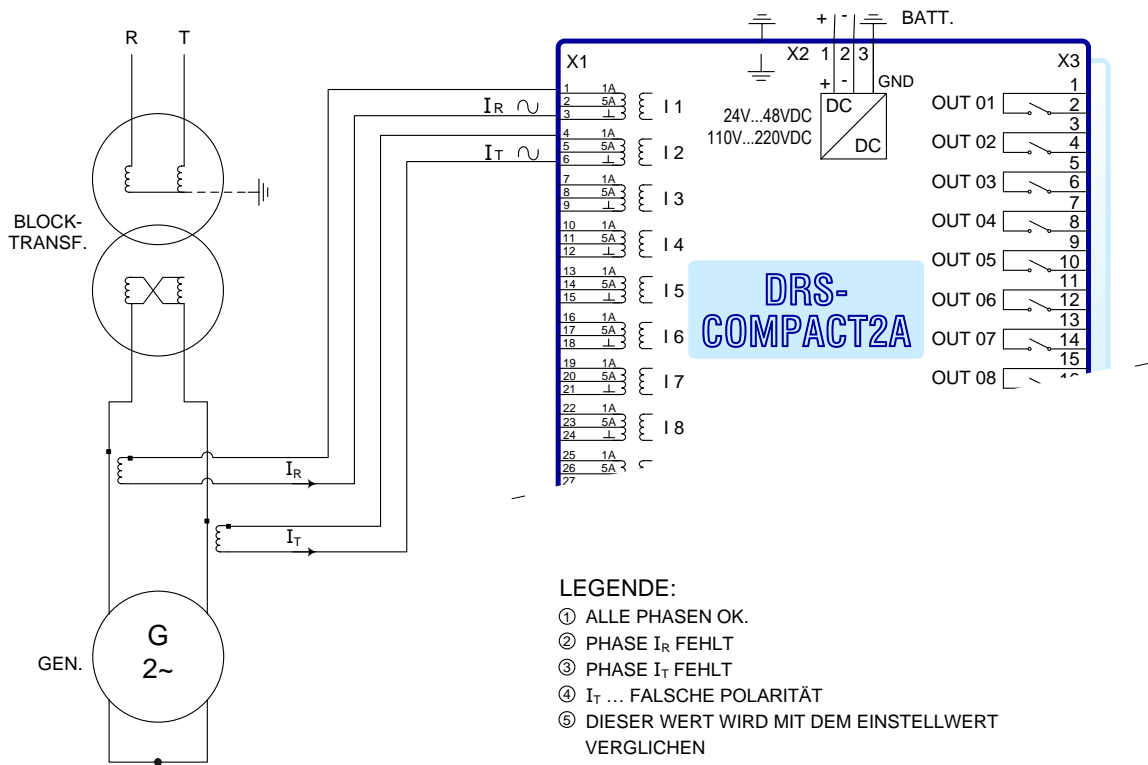 R T
BLOCK-
TRANSF.
IR
IT
I_R
I_T
G
2~
GEN.
+ - BATT.
X2 1 2 3
+ - GND
24V...48VDC
110V...220VDC
DC
DC
X1
1 1A
2 5A I 1
3 ⊥
4 1A
5 5A I 2
6 ⊥
7 1A
8 5A I 3
9 ⊥
10 1A
11 5A I 4
12 ⊥
13 1A
14 5A I 5
15 ⊥
16 1A
17 5A I 6
18 ⊥
19 1A
20 5A I 7
21 ⊥
22 1A
23 5A I 8
24 ⊥
25 1A
26 5A
27
DRS-
COMPACT2A
X3
1
OUT 01 2
3
OUT 02 4
5
OUT 03 6
7
OUT 04 8
9
OUT 05 10
11
OUT 06 12
13
OUT 07 14
15
OUT 08 16
LEGENDE:
① ALLE PHASEN OK.
② PHASE IR FEHLT
③ PHASE IT FEHLT
④ IT ... FALSCHE POLARITÄT
⑤ DIESER WERT WIRD MIT DEM EINSTELLWERT
VERGLICHEN